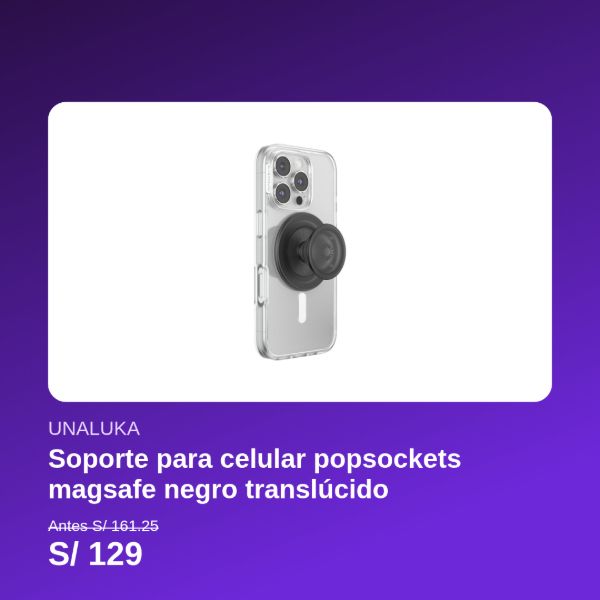 UNALUKA
Soporte para celular popsockets
magsafe negro translúcido
Antes S/ 161.25
S/ 129